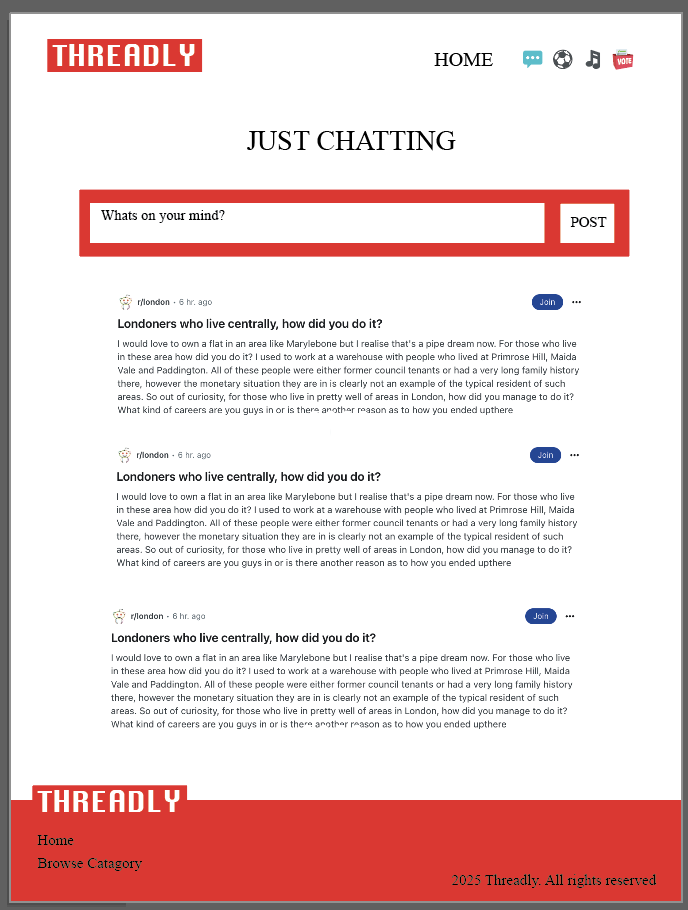 THREADLY
HOME
VOTE
JUST CHATTING
Whats on your mind?
POST
r/london · 6 hr. ago
Join
Londoners who live centrally, how did you do it?
I would love to own a flat in an area like Marylebone but I realise that's a pipe dream now. For those who live
in these area how did you do it? I used to work at a warehouse with people who lived at Primrose Hill, Maida
Vale and Paddington. All of these people were either former council tenants or had a very long family history
there, however the monetary situation they are in is clearly not an example of the typical resident of such
areas. So out of curiosity, for those who live in pretty well of areas in London, how did you manage to do it?
What kind of careers are you guys in or is there another reason as to how you ended upthere
r/london · 6 hr. ago
Join
Londoners who live centrally, how did you do it?
I would love to own a flat in an area like Marylebone but I realise that's a pipe dream now. For those who live
in these area how did you do it? I used to work at a warehouse with people who lived at Primrose Hill, Maida
Vale and Paddington. All of these people were either former council tenants or had a very long family history
there, however the monetary situation they are in is clearly not an example of the typical resident of such
areas. So out of curiosity, for those who live in pretty well of areas in London, how did you manage to do it?
What kind of careers are you guys in or is there another reason as to how you ended upthere
r/london · 6 hr. ago
Join
Londoners who live centrally, how did you do it?
I would love to own a flat in an area like Marylebone but I realise that's a pipe dream now. For those who live
in these area how did you do it? I used to work at a warehouse with people who lived at Primrose Hill, Maida
Vale and Paddington. All of these people were either former council tenants or had a very long family history
there, however the monetary situation they are in is clearly not an example of the typical resident of such
areas. So out of curiosity, for those who live in pretty well of areas in London, how did you manage to do it?
What kind of careers are you guys in or is there another reason as to how you ended upthere
THREADLY
Home
Browse Catagory
2025 Threadly. All rights reserved